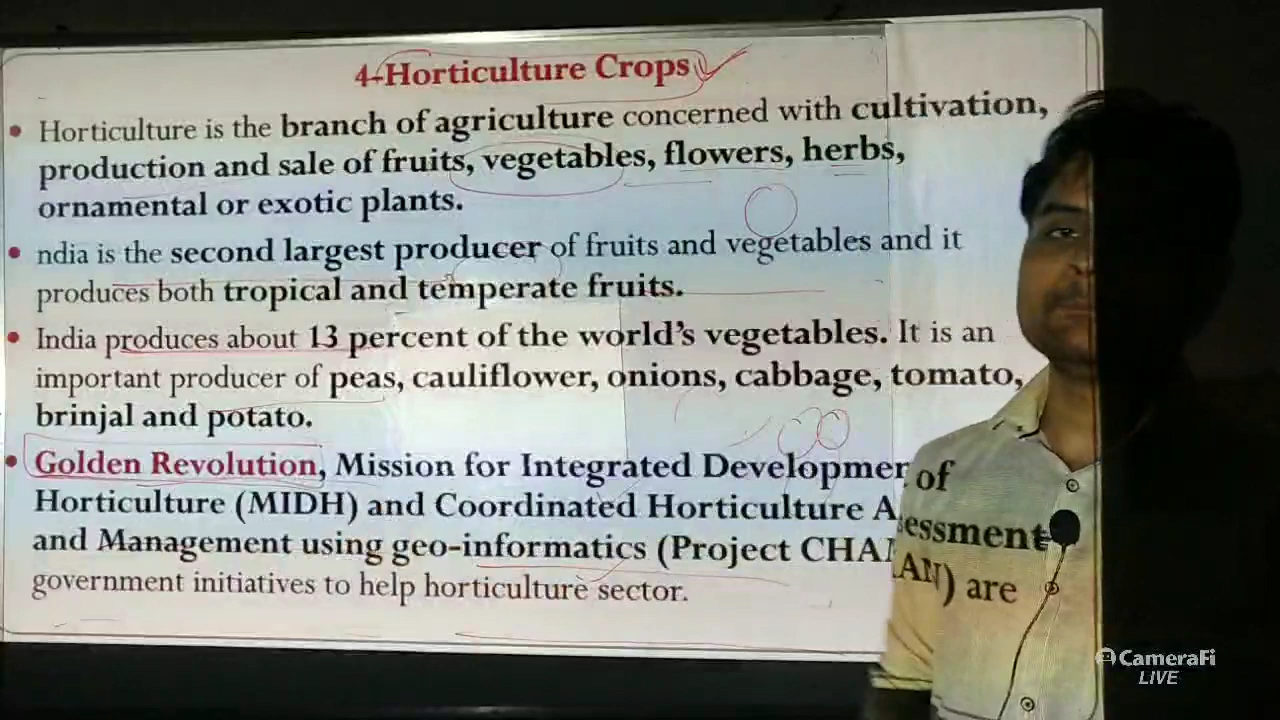 4-Horticulture Crops
• Horticulture is the branch of agriculture concerned with cultivation,
production and sale of fruits, vegetables, flowers, herbs,
ornamental or exotic plants.
• ndia is the second largest producer of fruits and vegetables and it
produces both tropical and temperate fruits.
• India produces about 13 percent of the world's vegetables. It is an
important producer of peas, cauliflower, onions, cabbage, tomato,
brinjal and potato.
• Golden Revolution, Mission for Integrated Developmer of
Horticulture (MIDH) and Coordinated Horticulture A essment
and Management using geo-informatics (Project CHAMAN) are
government initiatives to help horticulture sector.
CameraFi
LIVE